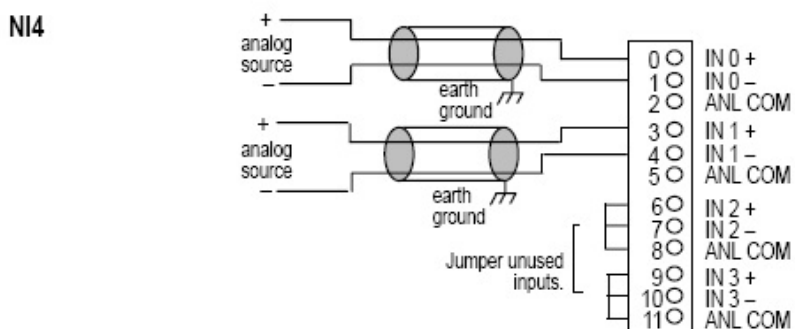 NI4
+
analog
source
–
earth
ground
+
analog
source
–
earth
ground
Jumper unused
inputs.
0 IN 0 +
1 IN 0 –
2 ANL COM
3 IN 1 +
4 IN 1 –
5 ANL COM
6 IN 2 +
7 IN 2 –
8 ANL COM
9 IN 3 +
10 IN 3 –
11 ANL COM